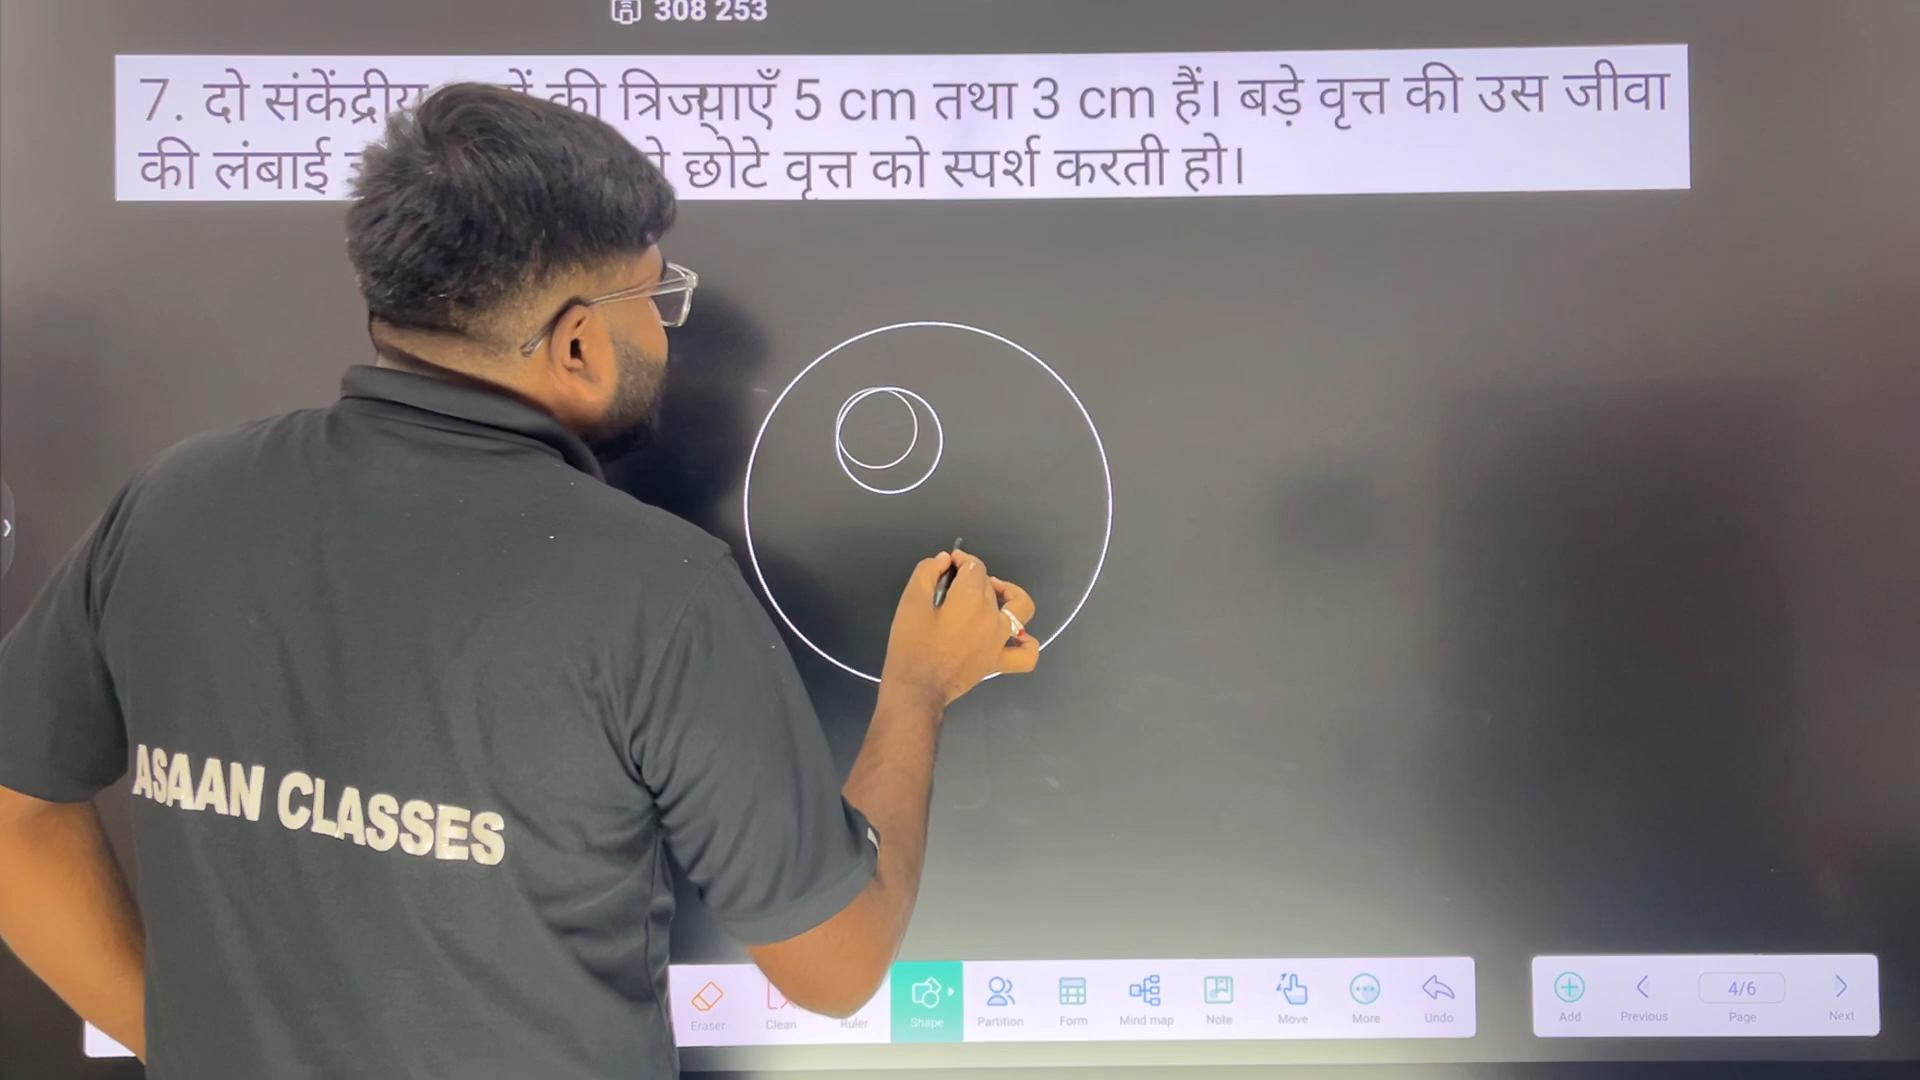 308 253
7. दो संकेंद्रीय की त्रिज्याएँ 5 cm तथा 3 cm हैं। बड़े वृत्त की उस जीवा
की लंबाई छोटे वृत्त को स्पर्श करती हो।
ASAAN CLASSES
Eraser Clean Ruler Shape Partition Form Mind map Note Move More Undo
Add Previous 4/6 Page Next